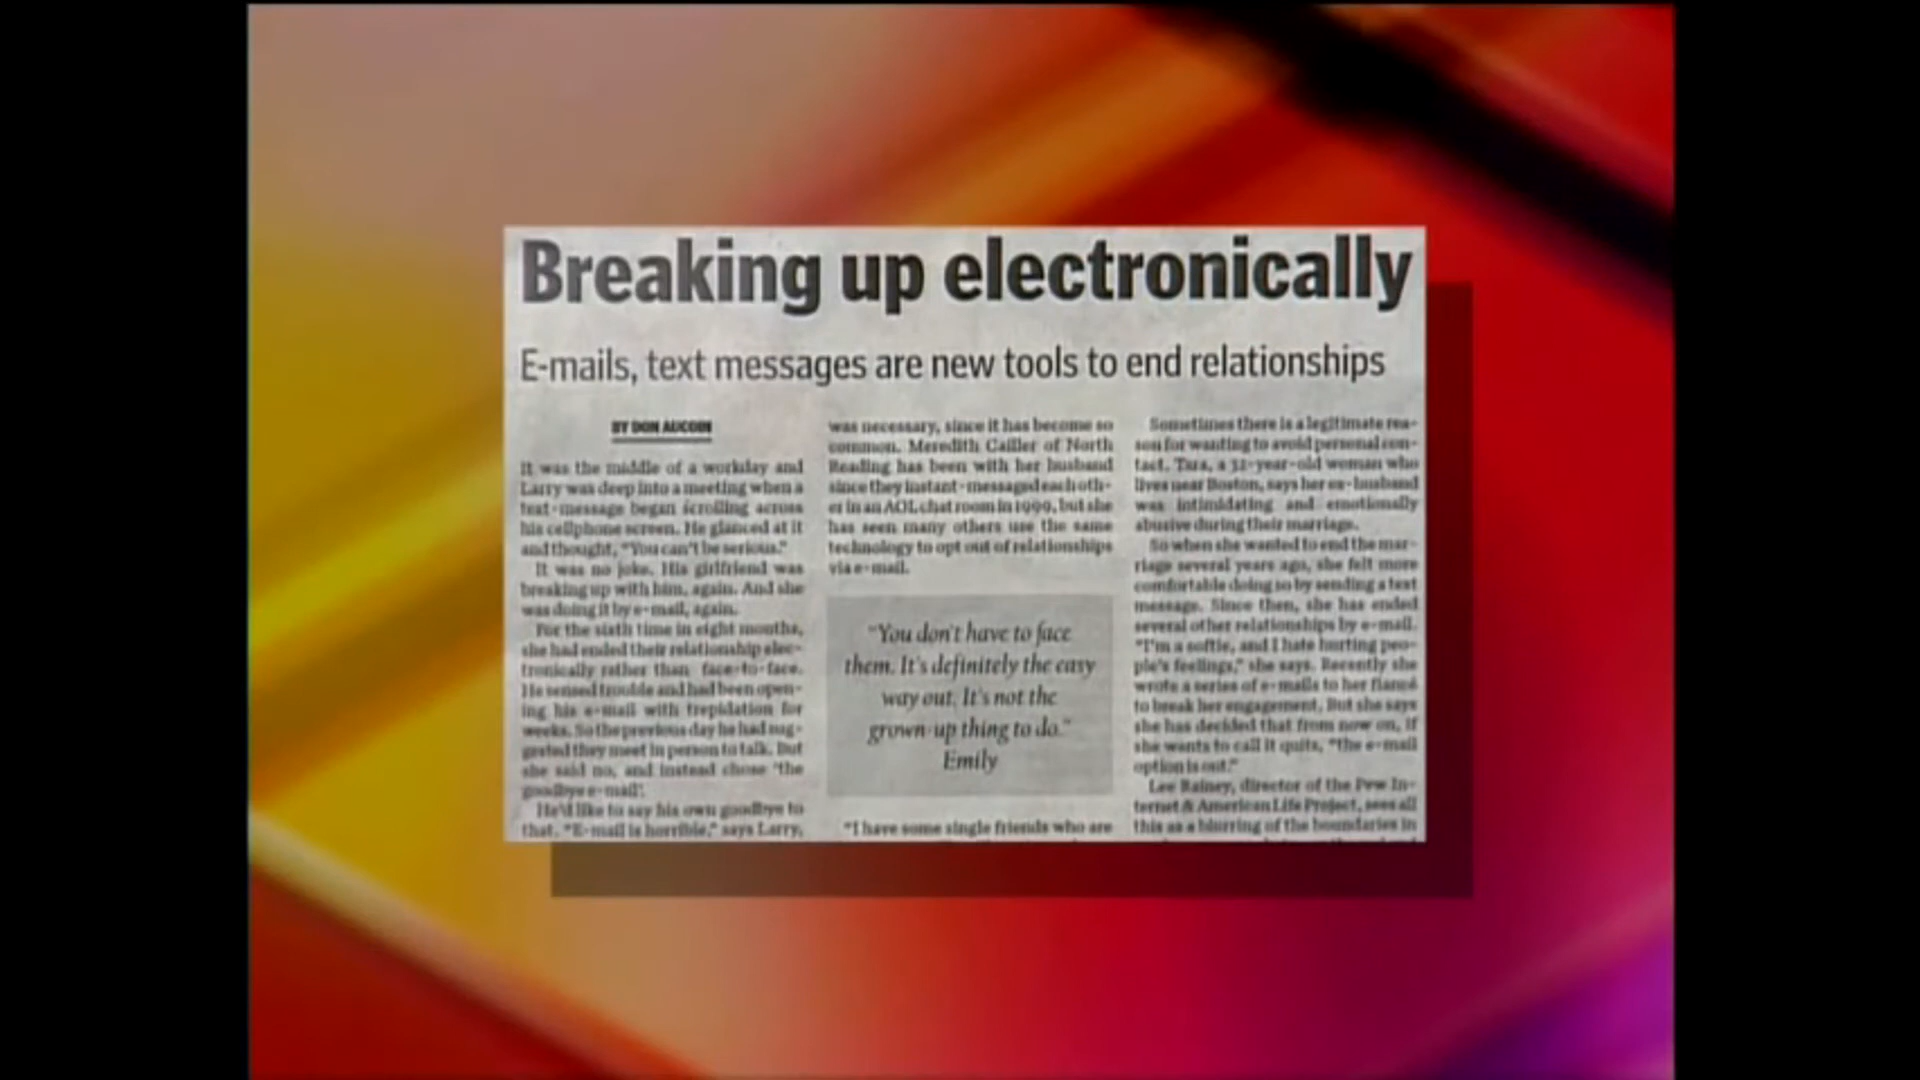 Breaking up electronically
E-mails, text messages are new tools to end relationships
BY DON AUCOIN
It was the middle of a workday and
Larry was deep into a meeting when a
text-message began scrolling across
his cellphone screen. He glanced at it
and thought, "You can't be serious."
It was no joke. His girlfriend was
breaking up with him, again. And she
was doing it by e-mail, again.
For the sixth time in eight months,
she had ended their relationship elec-
tronically rather than face-to-face.
He sensed trouble and had been open-
ing his e-mail with trepidation for
weeks. So the previous day he had sug-
gested they meet in person to talk. But
she said no, and instead chose 'the
goodbye e-mail'.
He'd like to say his own goodbye to
that. "E-mail is horrible," says Larry,
was necessary, since it has become so
common. Meredith Cailler of North
Reading has been with her husband
since they instant-messaged each oth-
er in an AOL chat room in 1999, but she
has seen many others use the same
technology to opt out of relationships
via e-mail.
"You don't have to face
them. It's definitely the easy
way out. It's not the
grown-up thing to do."
Emily
"I have some single friends who are
Sometimes there is a legitimate rea-
son for wanting to avoid personal con-
tact. Tara, a 32-year-old woman who
lives near Boston, says her ex-husband
was intimidating and emotionally
abusive during their marriage.
So when she wanted to end the mar-
riage several years ago, she felt more
comfortable doing so by sending a text
message. Since then, she has ended
several other relationships by e-mail.
"I'm a softie, and I hate hurting peo-
ple's feelings," she says. Recently she
wrote a series of e-mails to her fiancé
to break her engagement. But she says
she has decided that from now on, if
she wants to call it quits, "the e-mail
option is out."
Lee Rainey, director of the Pew In-
ternet & American Life Project, sees all
this as a blurring of the boundaries in